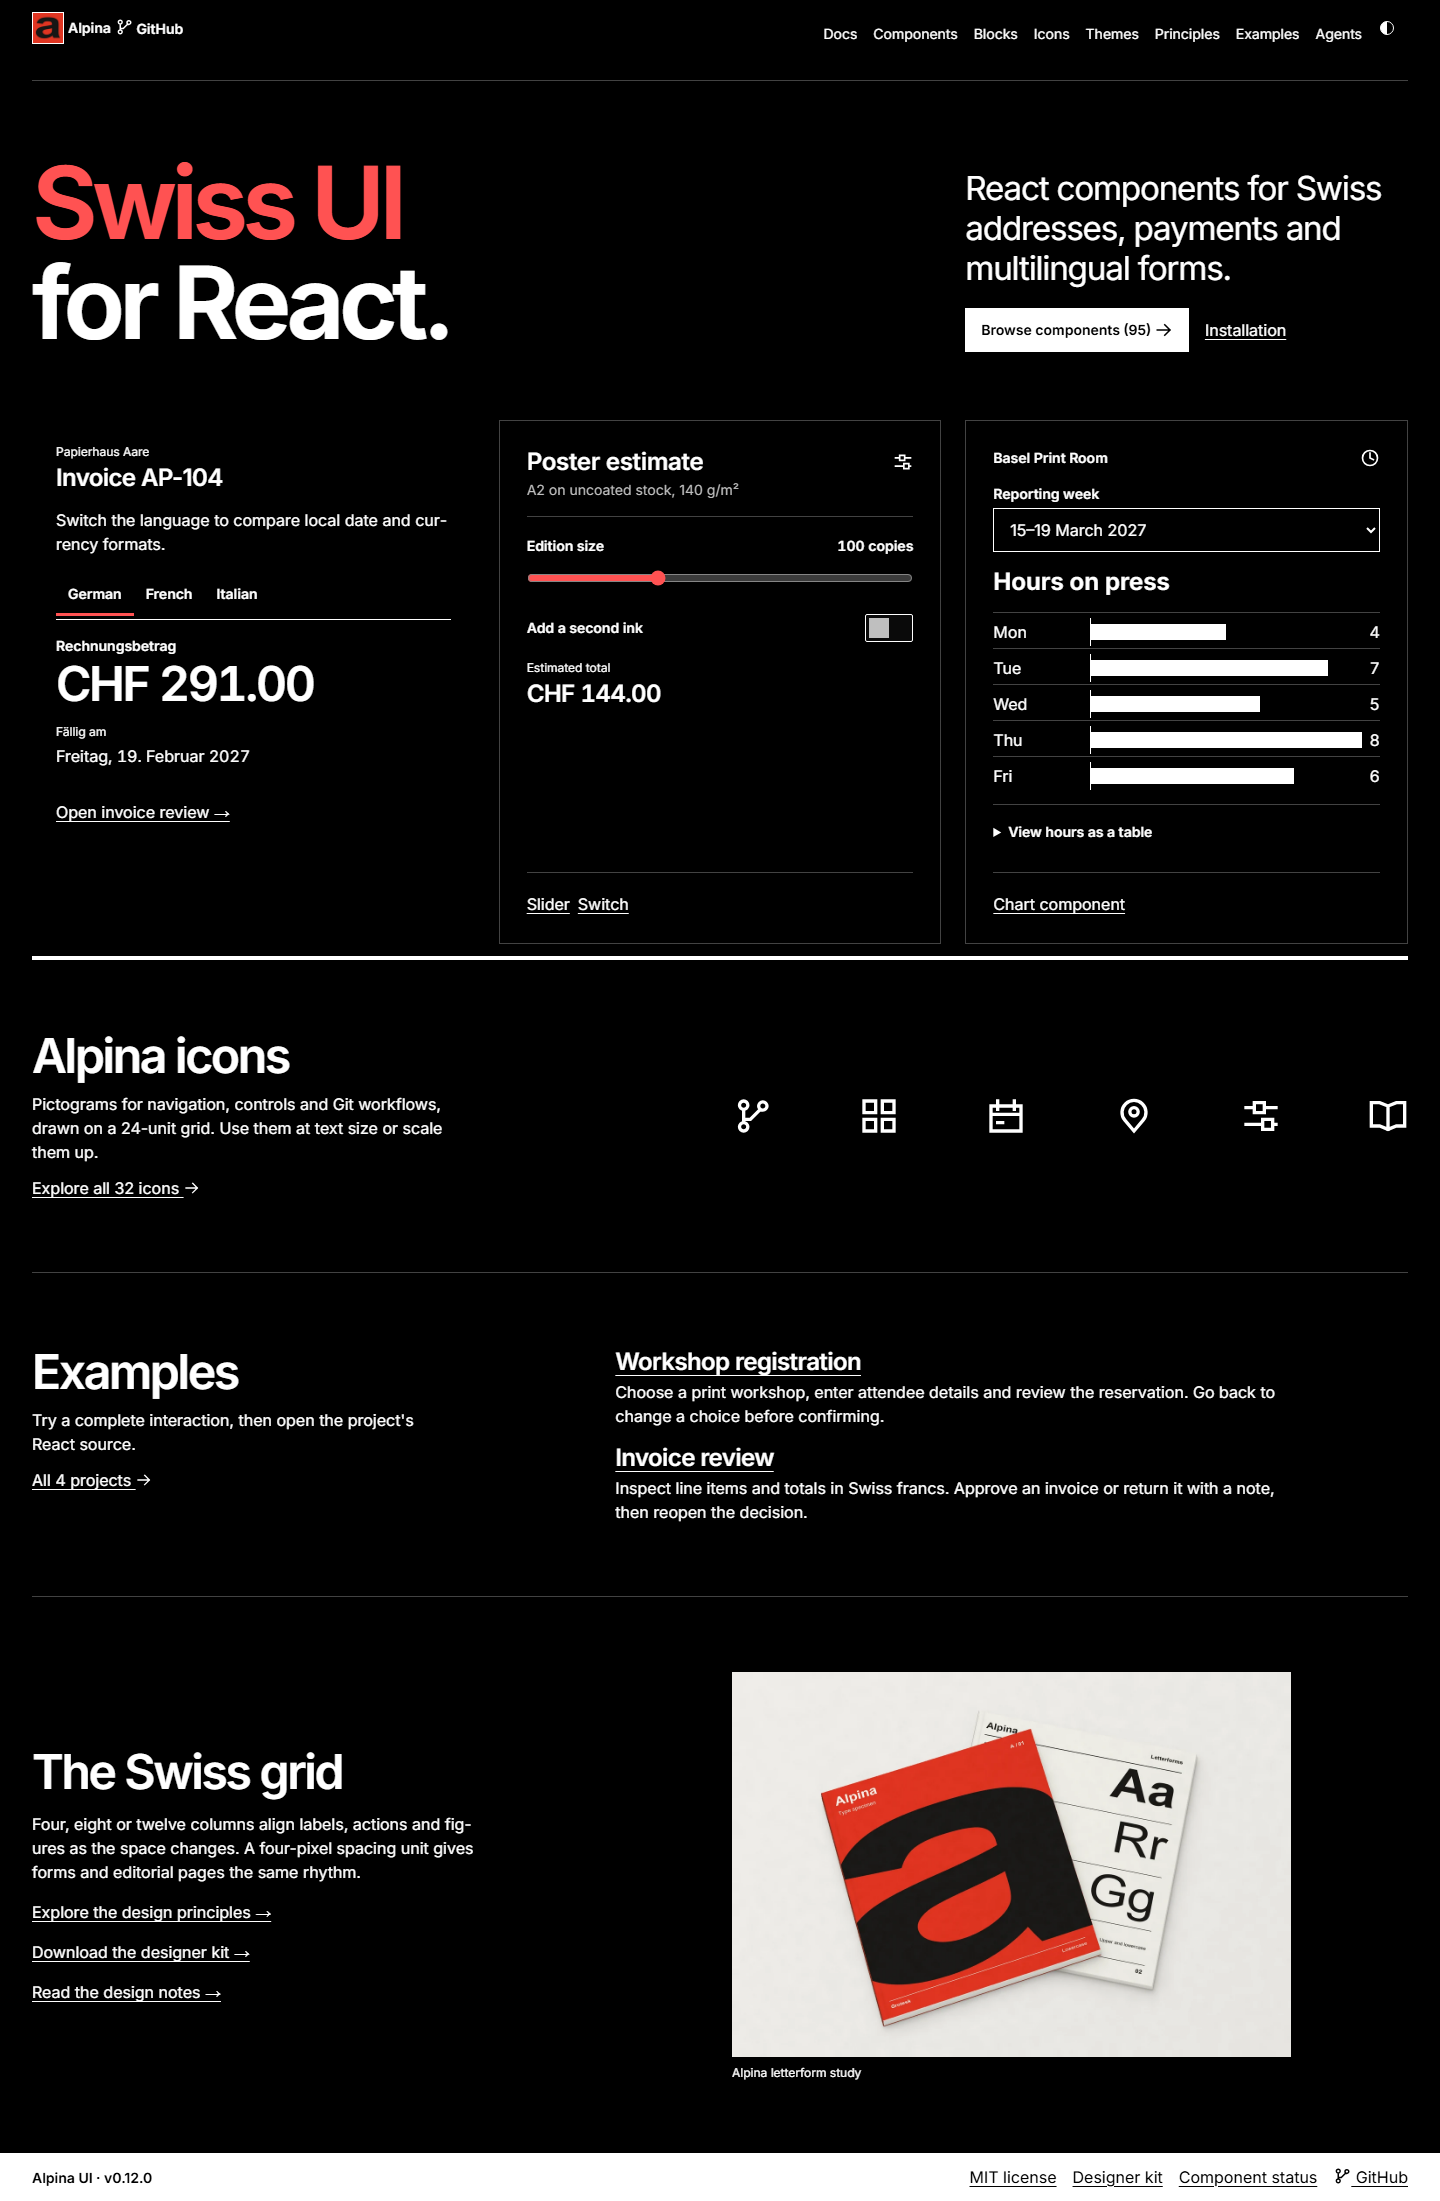 a Alpina GitHub
Docs Components Blocks Icons Themes Principles Examples Agents
Swiss UI
for React.
React components for Swiss
addresses, payments and
multilingual forms.
Browse components (95) →
Installation
Papierhaus Aare
Invoice AP-104
Switch the language to compare local date and cur-
rency formats.
German French Italian
Rechnungsbetrag
CHF 291.00
Fällig am
Freitag, 19. Februar 2027
Open invoice review →
Poster estimate
A2 on uncoated stock, 140 g/m²
Edition size 100 copies
Add a second ink
Estimated total
CHF 144.00
Slider Switch
Basel Print Room
Reporting week
15–19 March 2027
Hours on press
Mon 4
Tue 7
Wed 5
Thu 8
Fri 6
View hours as a table
Chart component
Alpina icons
Pictograms for navigation, controls and Git workflows,
drawn on a 24-unit grid. Use them at text size or scale
them up.
Explore all 32 icons →
Examples
Try a complete interaction, then open the project's
React source.
All 4 projects →
Workshop registration
Choose a print workshop, enter attendee details and review the reservation. Go back to
change a choice before confirming.
Invoice review
Inspect line items and totals in Swiss francs. Approve an invoice or return it with a note,
then reopen the decision.
The Swiss grid
Four, eight or twelve columns align labels, actions and fig-
ures as the space changes. A four-pixel spacing unit gives
forms and editorial pages the same rhythm.
Explore the design principles →
Download the designer kit →
Read the design notes →
Alpina
Type specimen
a
Lowercase
Grotesk
Alpina
Letterforms
Aa
Rr
Gg
Upper and lowercase
02
Alpina letterform study
Alpina UI · v0.12.0
MIT license Designer kit Component status GitHub